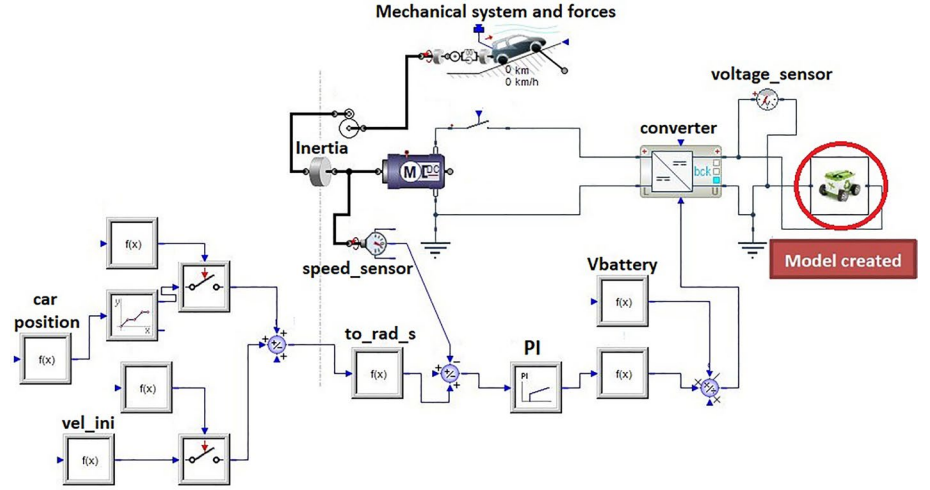 Mechanical system and forces
0 km
0 km/h
voltage_sensor
converter
bck
L U
Inertia
M DC
Model created
speed_sensor
Vbattery
f(x)
f(x)
car
position
y
x
f(x)
to_rad_s
f(x)
PI
PI
f(x)
f(x)
vel_ini
f(x)